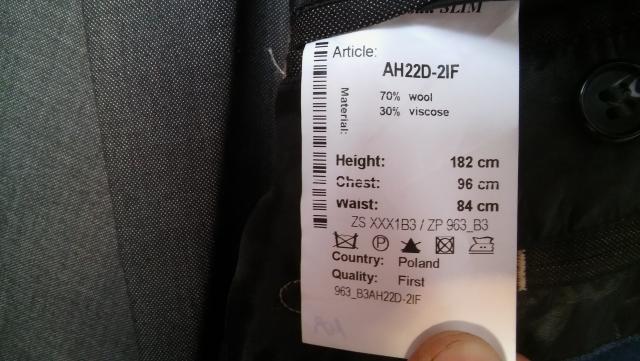 SLIM
Article:
AH22D-2IF
Material:
70% wool
30% viscose
Height: 182 cm
Chest: 96 cm
Waist: 84 cm
ZS XXX1B3 / ZP 963_B3
P
Country: Poland
Quality: First
963_B3AH22D-2IF